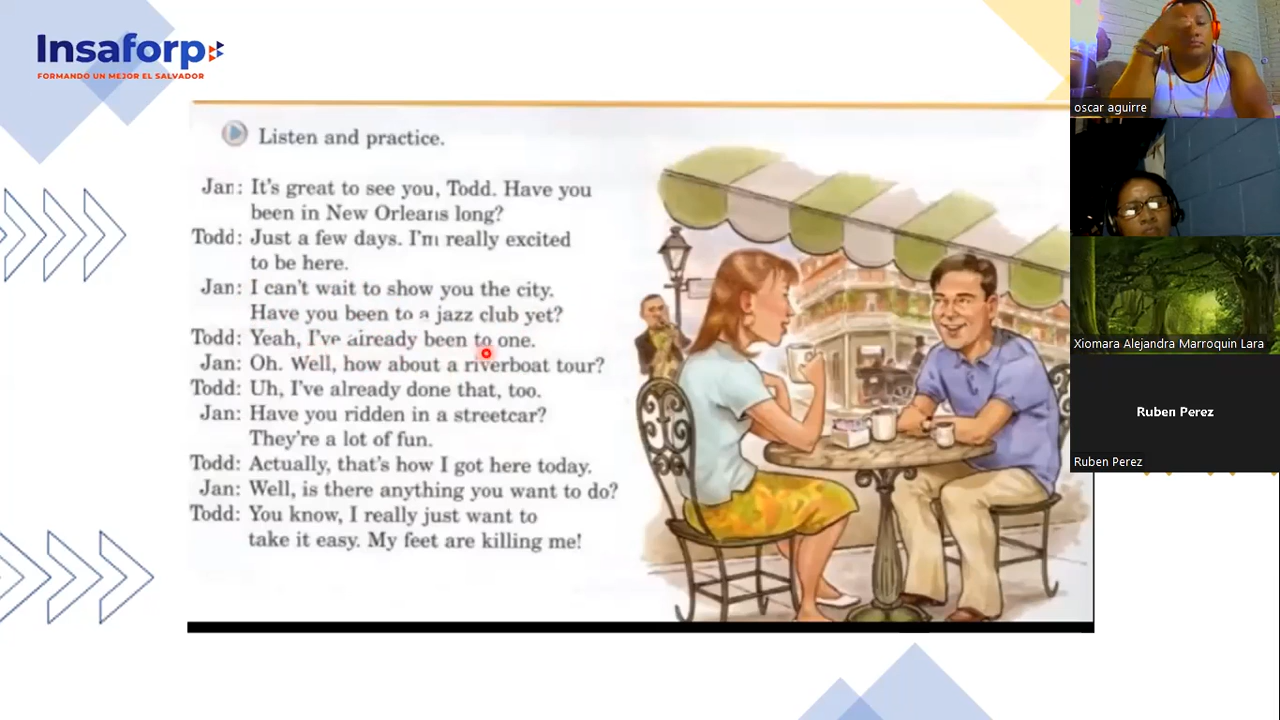 Insaforp
FORMANDO UN MEJOR EL SALVADOR
Listen and practice.
Jan: It's great to see you, Todd. Have you
been in New Orleans long?
Todd: Just a few days. I'm really excited
to be here.
Jan: I can't wait to show you the city.
Have you been to a jazz club yet?
Todd: Yeah, I've already been to one.
Jan: Oh. Well, how about a riverboat tour?
Todd: Uh, I've already done that, too.
Jan: Have you ridden in a streetcar?
They're a lot of fun.
Todd: Actually, that's how I got here today.
Jan: Well, is there anything you want to do?
Todd: You know, I really just want to
take it easy. My feet are killing me!
oscar aguirre
Xiomara Alejandra Marroquin Lara
Ruben Perez
Ruben Perez